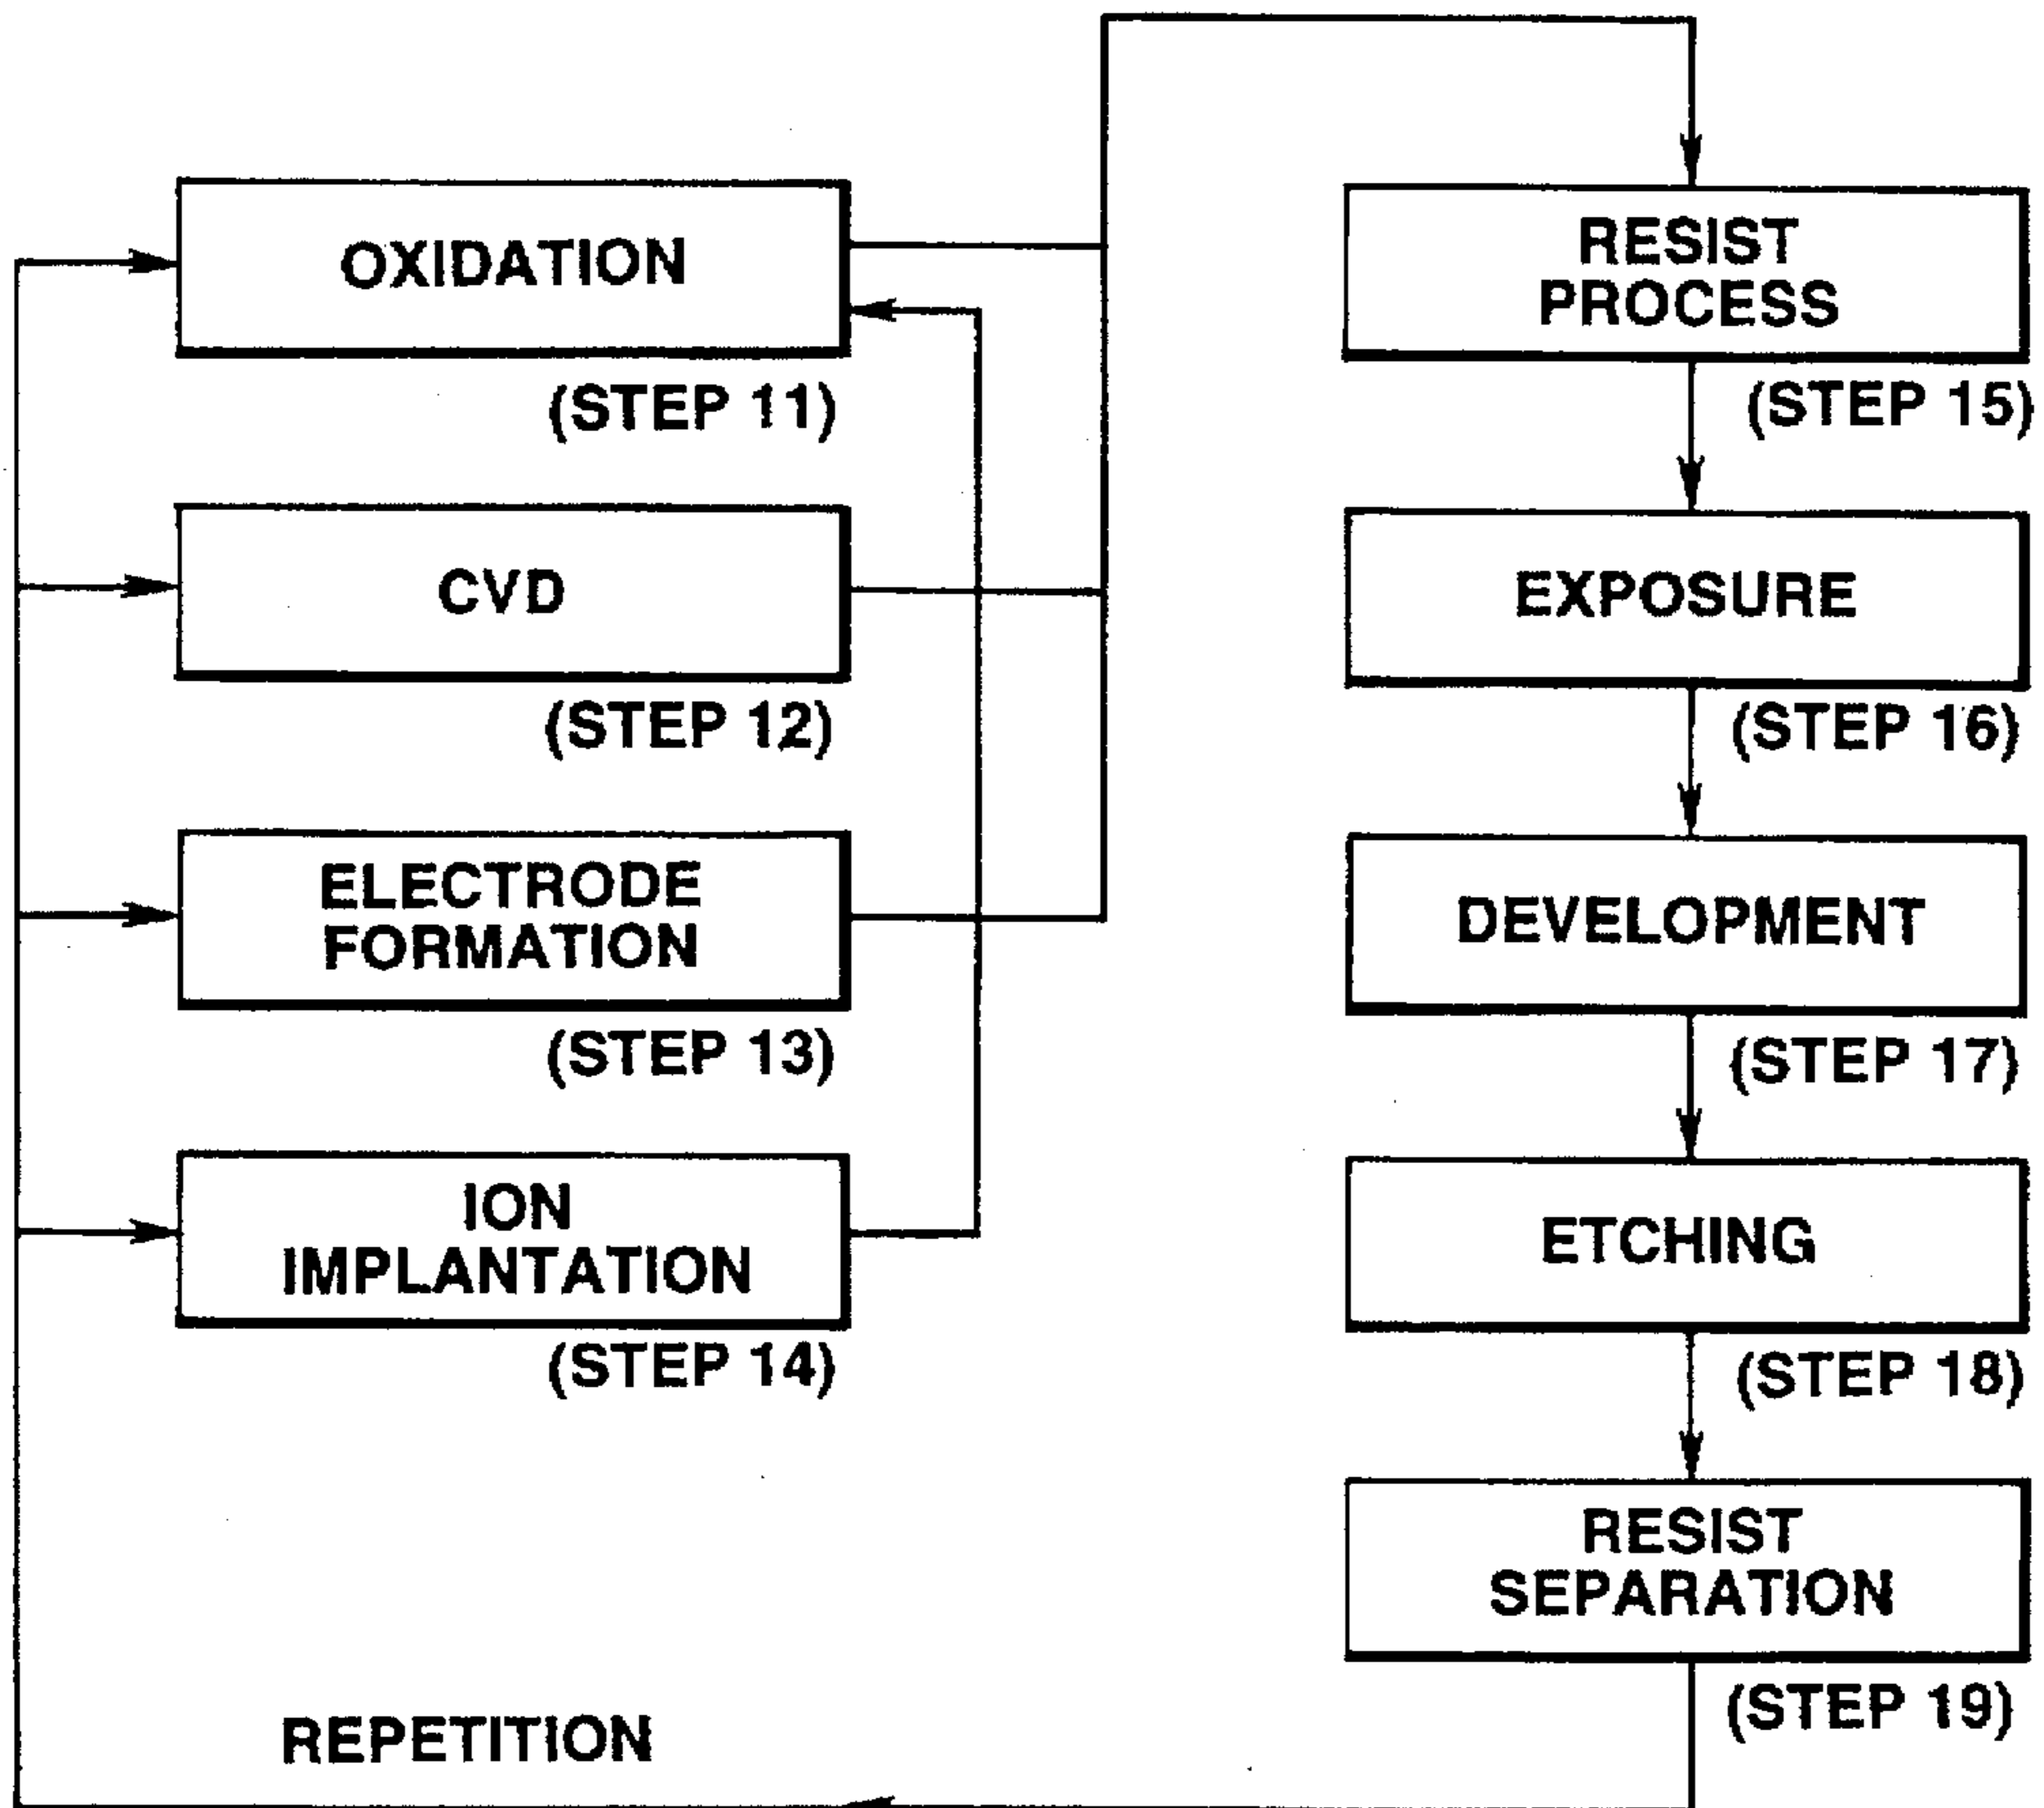 OXIDATION
(STEP 11)
CVD
(STEP 12)
ELECTRODE
FORMATION
(STEP 13)
ION
IMPLANTATION
(STEP 14)
REPETITION
RESIST
PROCESS
(STEP 15)
EXPOSURE
(STEP 16)
DEVELOPMENT
(STEP 17)
ETCHING
(STEP 18)
RESIST
SEPARATION
(STEP 19)